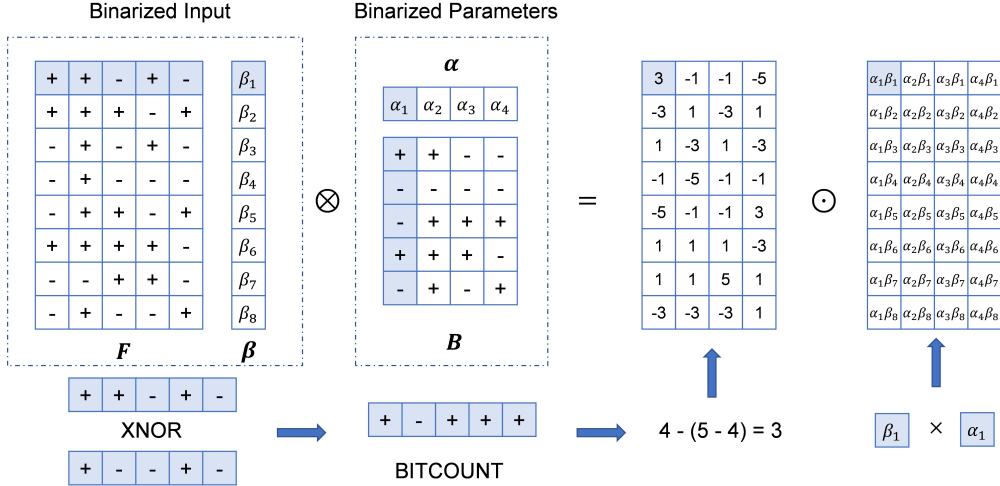 Binarized Input Binarized Parameters
α
+ + - + - β₁ 3 -1 -1 -5 α₁β₁ α₂β₁ α₃β₁ α₄β₁
α₁ α₂ α₃ α₄
+ + + - + β₂ -3 1 -3 1 α₁β₂ α₂β₂ α₃β₂ α₄β₂
- + - + - β₃ + + - - 1 -3 1 -3 α₁β₃ α₂β₃ α₃β₃ α₄β₃
- + - - - β₄ ⊗ - - - - = -1 -5 -1 -1 ⊙ α₁β₄ α₂β₄ α₃β₄ α₄β₄
- + + - + β₅ - + + + -5 -1 -1 3 α₁β₅ α₂β₅ α₃β₅ α₄β₅
+ + + + - β₆ + + + - 1 1 1 -3 α₁β₆ α₂β₆ α₃β₆ α₄β₆
- - + + - β₇ - + - + 1 1 5 1 α₁β₇ α₂β₇ α₃β₇ α₄β₇
- + - - + β₈ -3 -3 -3 1 α₁β₈ α₂β₈ α₃β₈ α₄β₈
F β B
+ + - + -
XNOR + - + + + 4 - (5 - 4) = 3 β₁ × α₁
+ - - + - BITCOUNT